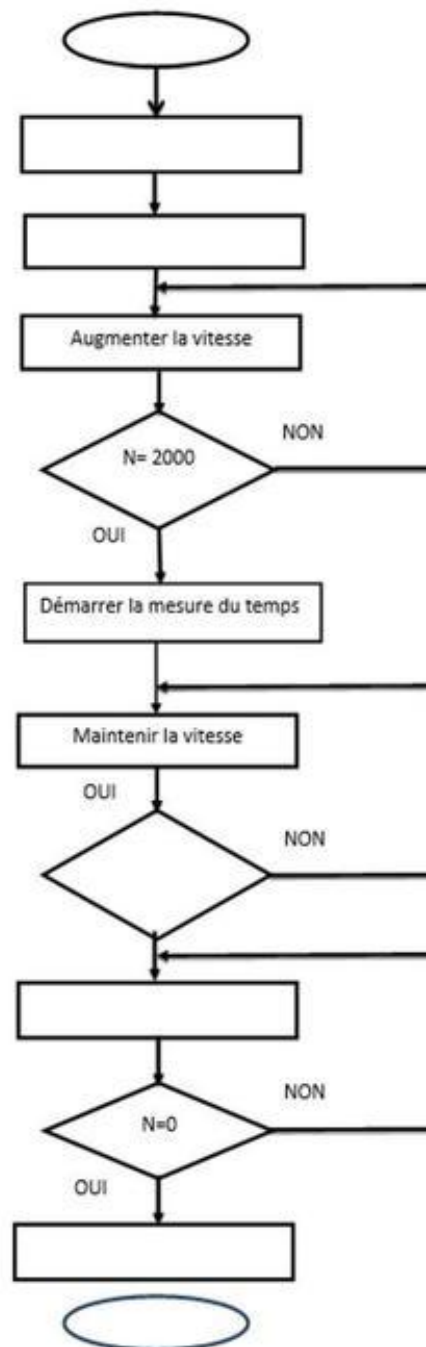 Augmenter la vitesse
NON
N= 2000
OUI
Démarrer la mesure du temps
Maintenir la vitesse
OUI
NON
NON
N=0
OUI